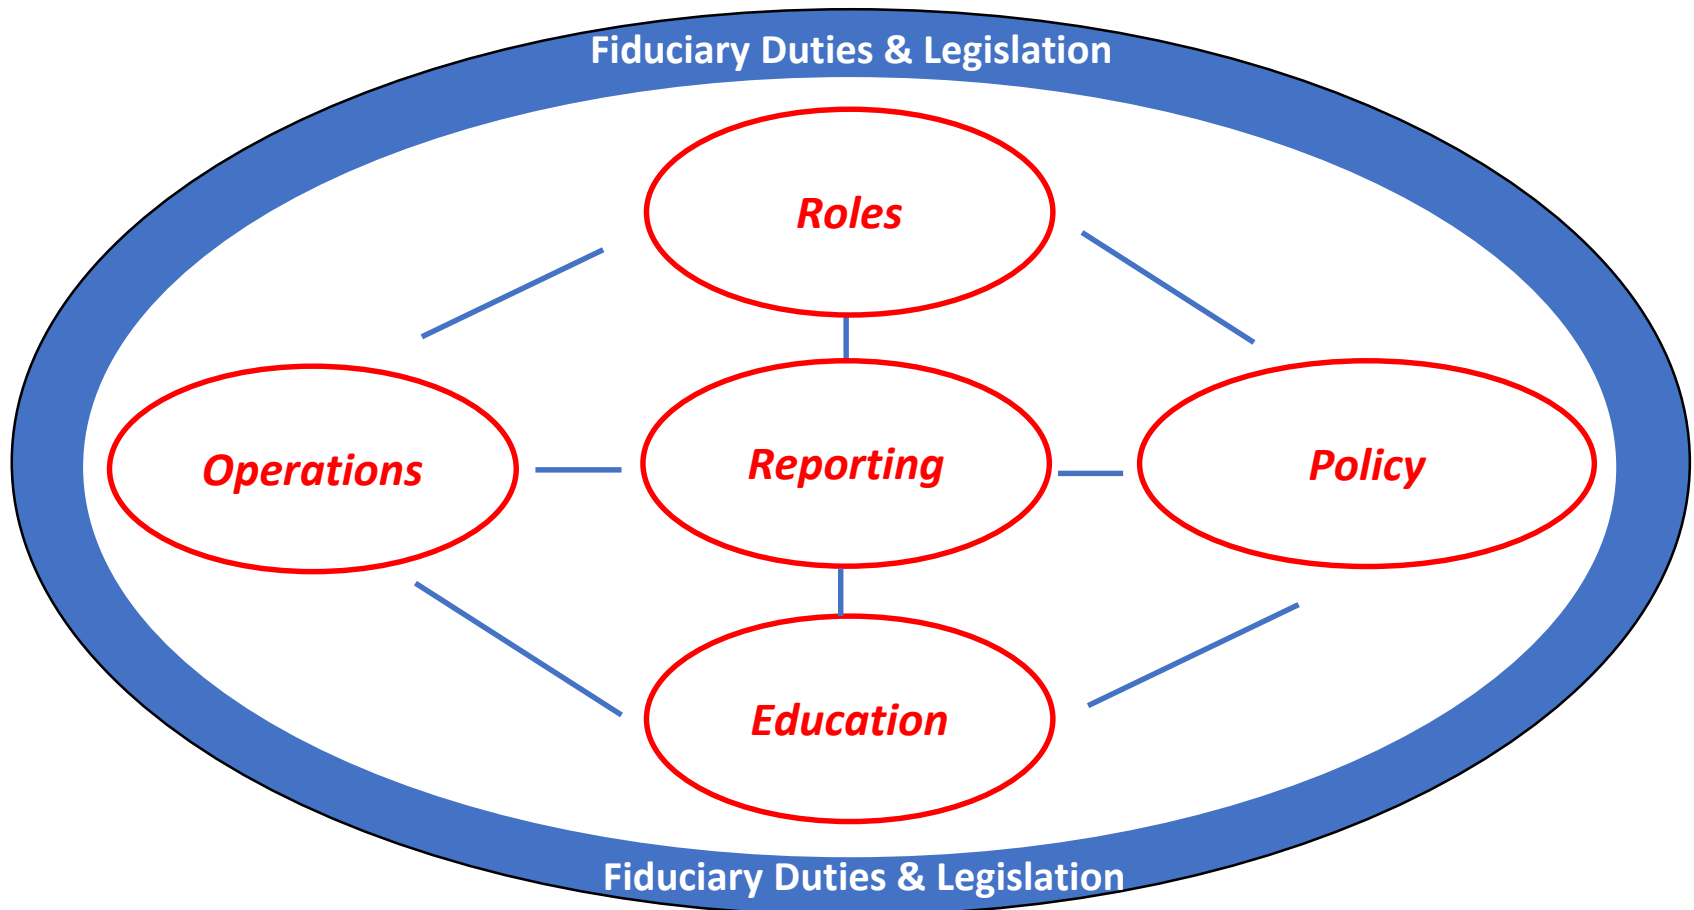 Fiduciary Duties & Legislation
Roles
Operations
Reporting
Policy
Education
Fiduciary Duties & Legislation